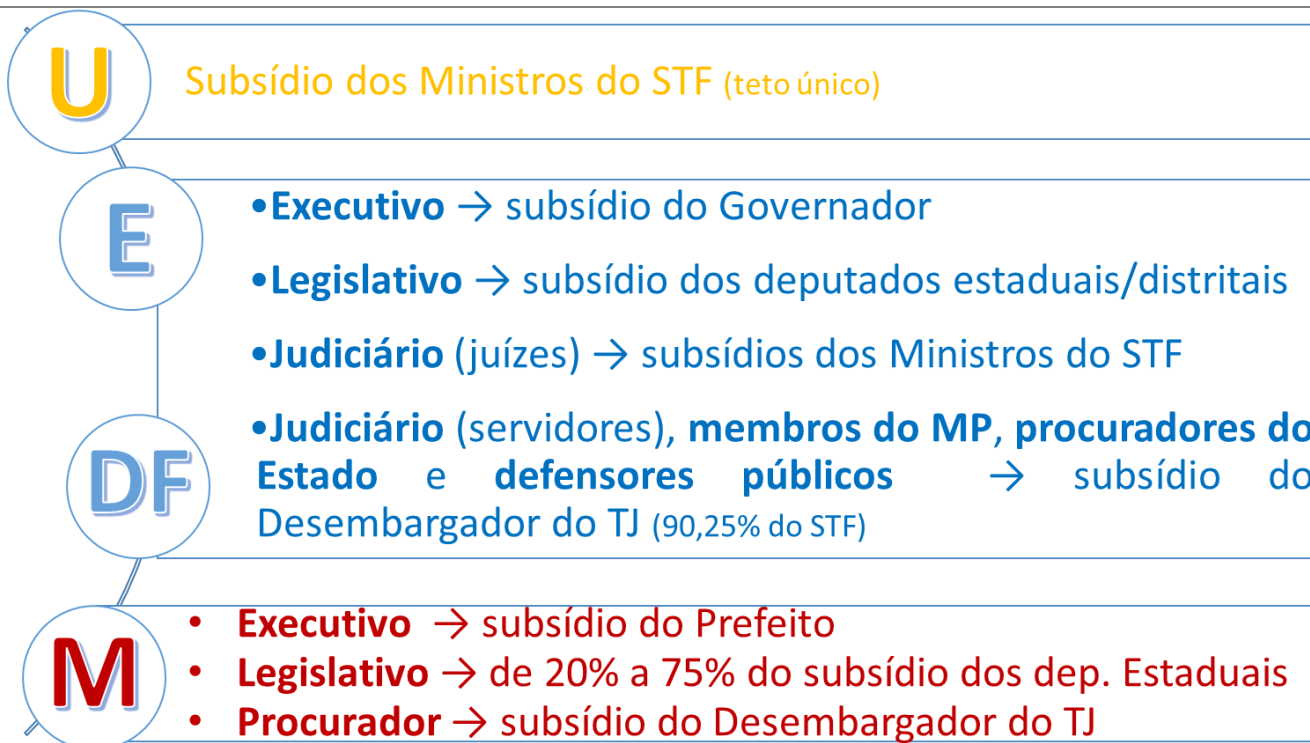 U
Subsídio dos Ministros do STF (teto único)
E
•Executivo → subsídio do Governador
•Legislativo → subsídio dos deputados estaduais/distritais
•Judiciário (juízes) → subsídios dos Ministros do STF
DF
•Judiciário (servidores), membros do MP, procuradores do
Estado e defensores públicos → subsídio do
Desembargador do TJ (90,25% do STF)
M
• Executivo → subsídio do Prefeito
• Legislativo → de 20% a 75% do subsídio dos dep. Estaduais
• Procurador → subsídio do Desembargador do TJ